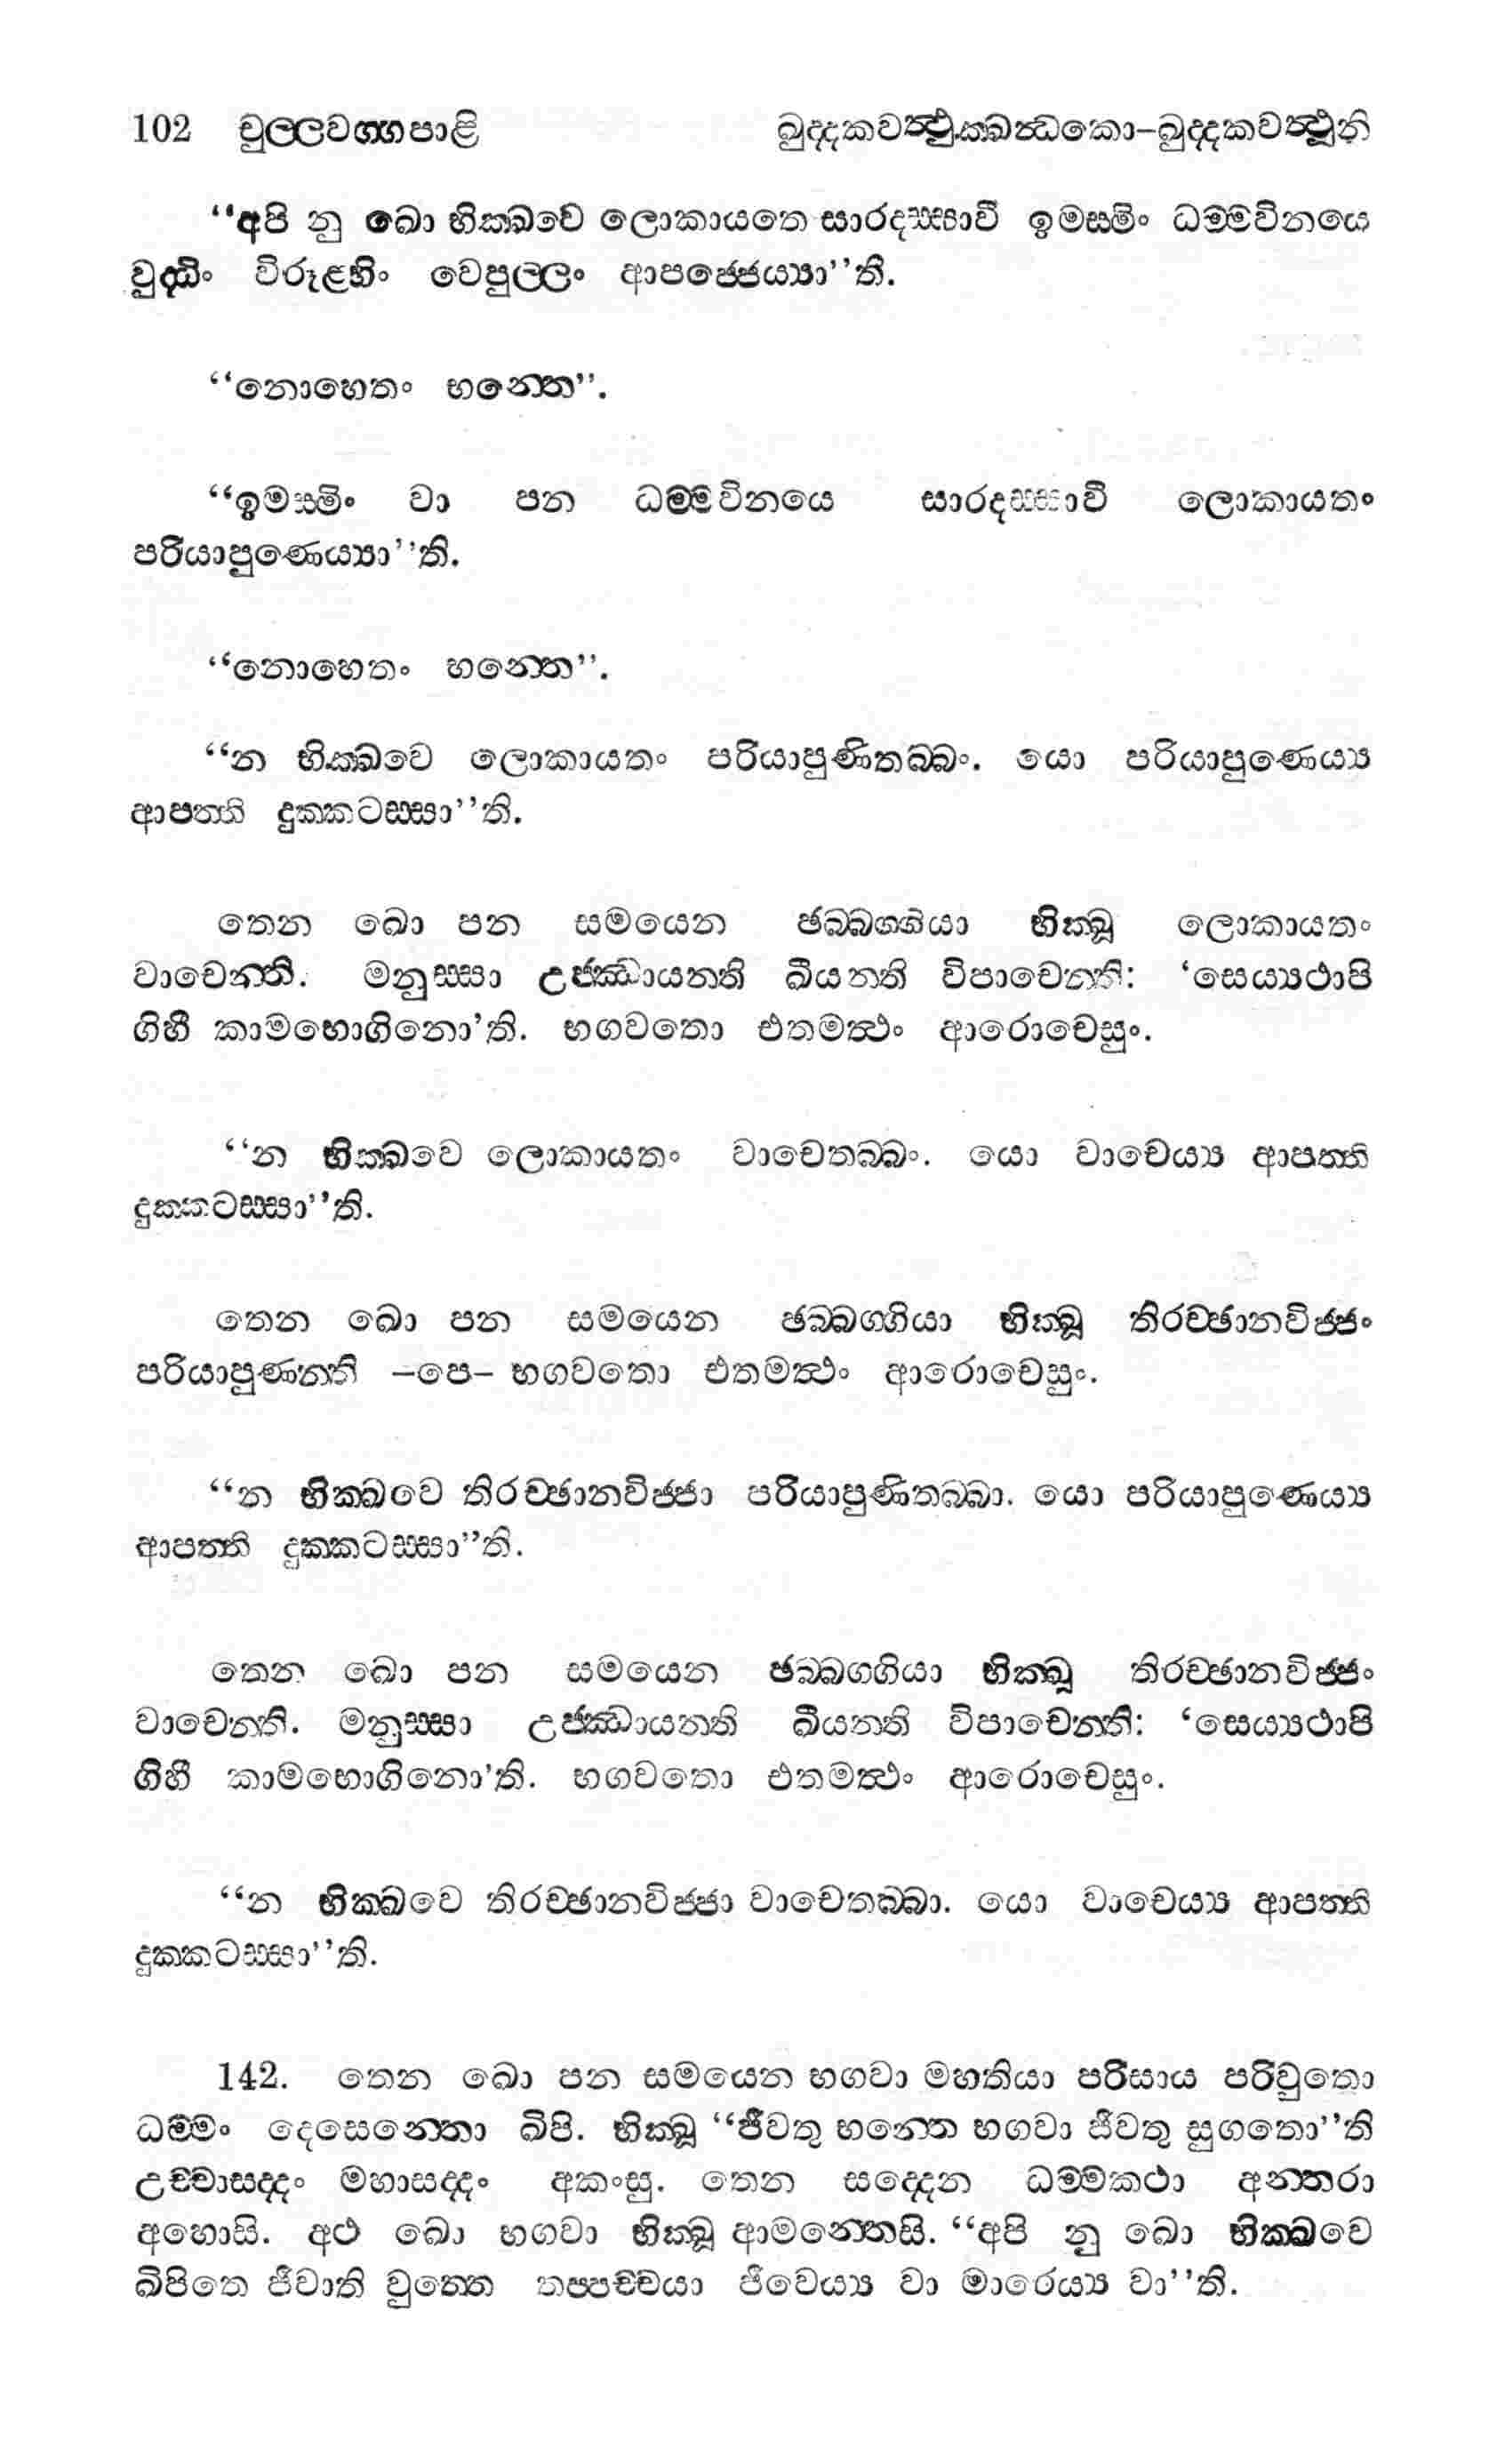 102 චුල්ලවග්ගපාළි ඛුද්දකවත්ථුක්ඛන්ධකො-ඛුද්දකවත්ථූනි
“අපි නු ඛො භික්ඛවෙ ලොකායතෙ සාරදස්සාවී ඉමස්මිං ධම්මවිනයෙ
වුද්ධිං විරූළ්හිං වෙපුල්ලං ආපජ්ජෙය්‍යා”ති.
“නොහෙතං භන්තෙ”.
“ඉමස්මිං වා පන ධම්මවිනයෙ සාරදස්සාවී ලොකායතං
පරියාපුණෙය්‍යා”ති.
“නොහෙතං භන්තෙ”.
“න භික්ඛවෙ ලොකායතං පරියාපුණිතබ්බං. යො පරියාපුණෙය්‍ය
ආපත්ති දුක්කටස්සා”ති.
තෙන ඛො පන සමයෙන ඡබ්බග්ගියා භික්ඛූ ලොකායතං
වාචෙන්ති. මනුස්සා උජ්ඣායන්ති ඛීයන්ති විපාචෙන්ති: ‘සෙය්‍යථාපි
ගිහී කාමභොගිනො’ති. භගවතො එතමත්ථං ආරොචෙසුං.
“න භික්ඛවෙ ලොකායතං වාචෙතබ්බං. යො වාචෙය්‍ය ආපත්ති
දුක්කටස්සා”ති.
තෙන ඛො පන සමයෙන ඡබ්බග්ගියා භික්ඛූ තිරච්ඡානවිජ්ජං
පරියාපුණන්ති –පෙ– භගවතො එතමත්ථං ආරොචෙසුං.
“න භික්ඛවෙ තිරච්ඡානවිජ්ජා පරියාපුණිතබ්බා. යො පරියාපුණෙය්‍ය
ආපත්ති දුක්කටස්සා”ති.
තෙන ඛො පන සමයෙන ඡබ්බග්ගියා භික්ඛූ තිරච්ඡානවිජ්ජං
වාචෙන්ති. මනුස්සා උජ්ඣායන්ති ඛීයන්ති විපාචෙන්ති: ‘සෙය්‍යථාපි
ගිහී කාමභොගිනො’ති. භගවතො එතමත්ථං ආරොචෙසුං.
“න භික්ඛවෙ තිරච්ඡානවිජ්ජා වාචෙතබ්බා. යො වාචෙය්‍ය ආපත්ති
දුක්කටස්සා”ති.
142. තෙන ඛො පන සමයෙන භගවා මහතියා පරිසාය පරිවුතො
ධම්මං දෙසෙන්තො ඛිපි. භික්ඛූ “ජීවතු භන්තෙ භගවා ජීවතු සුගතො”ති
උච්චාසද්දං මහාසද්දං අකංසු. තෙන සද්දෙන ධම්මකථා අන්තරා
අහොසි. අථ ඛො භගවා භික්ඛූ ආමන්තෙසි. “අපි නු ඛො භික්ඛවෙ
ඛිපිතෙ ජීවාති වුත්තෙ තප්පච්චයා ජීවෙය්‍ය වා මාරෙය්‍ය වා”ති.